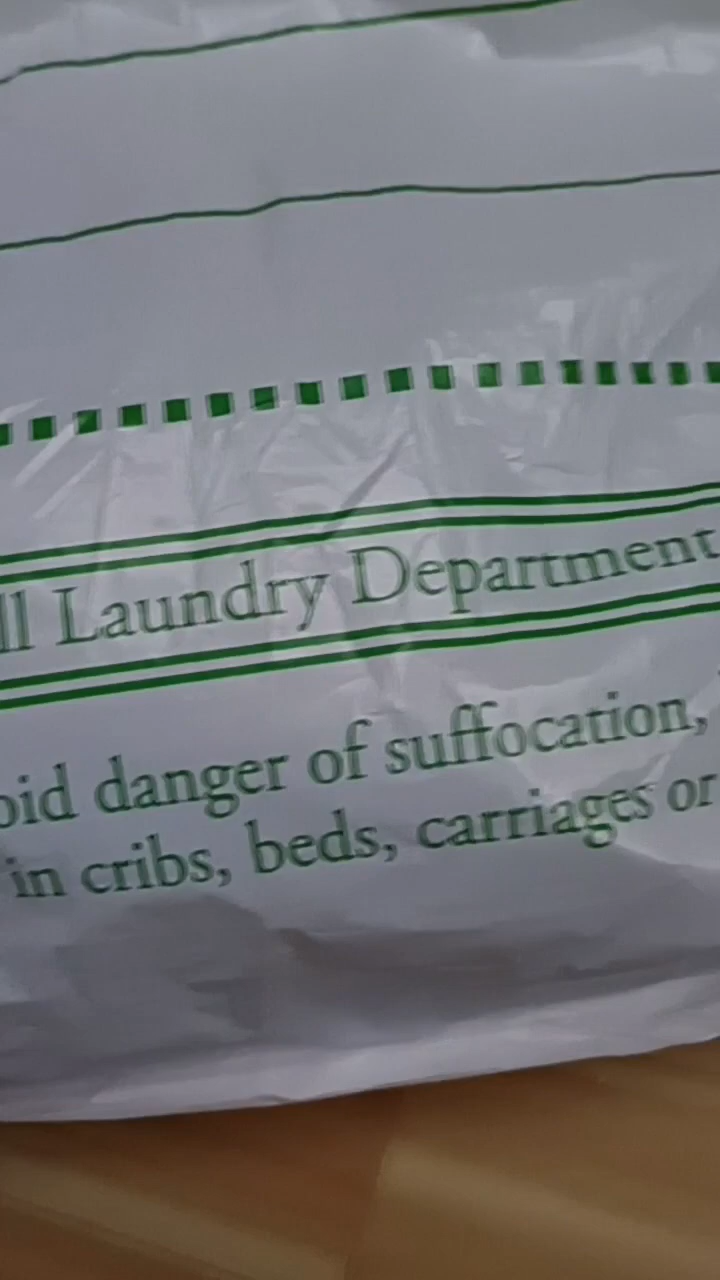 ll Laundry Department
oid danger of suffocation,
in cribs, beds, carriages or